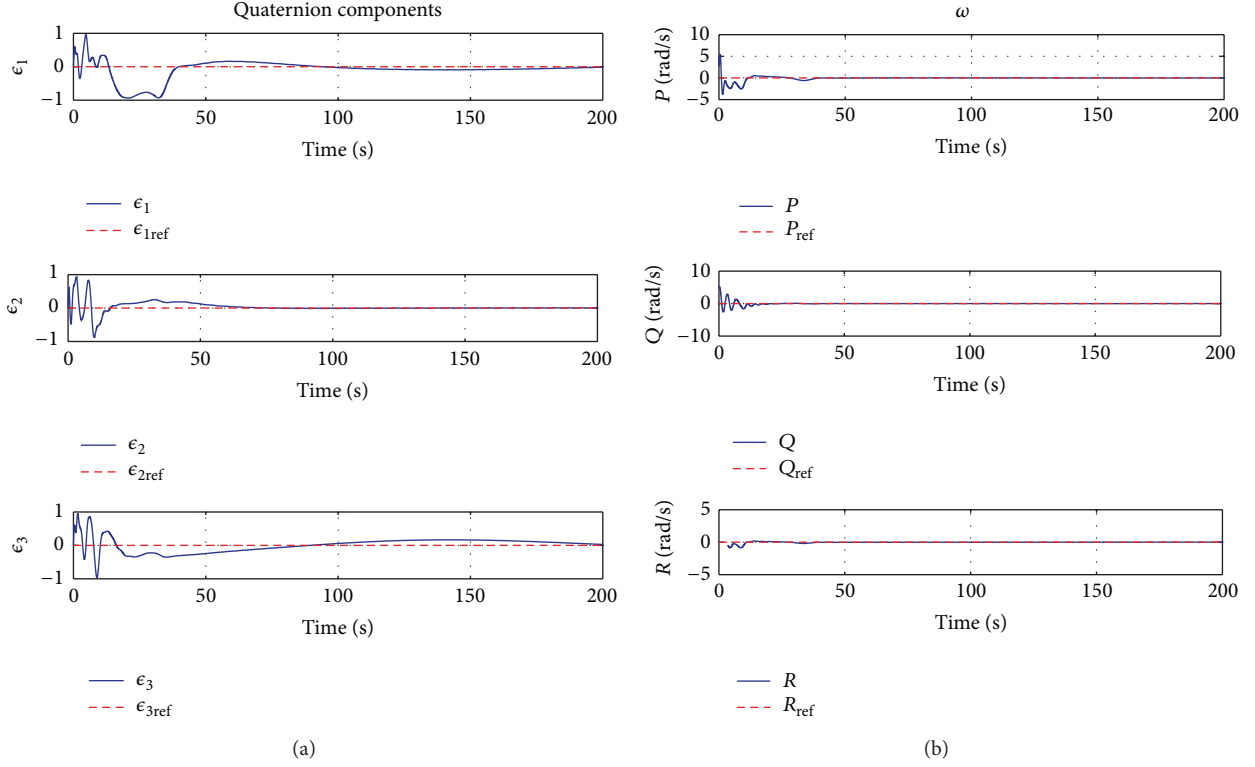 Quaternion components
1
0
−1
ϵ1
0
50
100
150
200
Time (s)
ϵ1
ϵ1ref
1
0
−1
ϵ2
0
50
100
150
200
Time (s)
ϵ2
ϵ2ref
1
0
−1
ϵ3
0
50
100
150
200
Time (s)
ϵ3
ϵ3ref
(a)
ω
10
5
0
−5
P (rad/s)
0
50
100
150
200
Time (s)
P
Pref
10
0
−10
Q (rad/s)
0
50
100
150
200
Time (s)
Q
Qref
5
0
−5
R (rad/s)
0
50
100
150
200
Time (s)
R
Rref
(b)